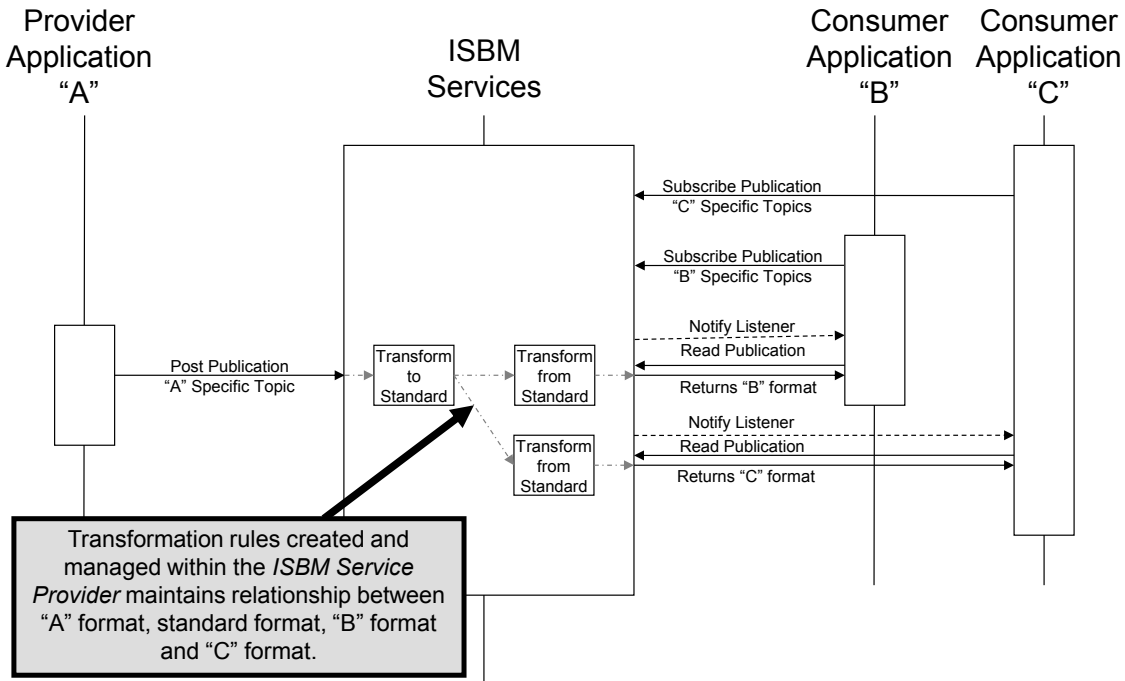 Provider
Application
“A”
ISBM
Services
Consumer
Application
“B”
Consumer
Application
“C”
Subscribe Publication
“C” Specific Topics
Subscribe Publication
“B” Specific Topics
Notify Listener
Read Publication
Returns “B” format
Post Publication
“A” Specific Topic
Transform
to
Standard
Transform
from
Standard
Notify Listener
Read Publication
Returns “C” format
Transform
from
Standard
Transformation rules created and
managed within the ISBM Service
Provider maintains relationship between
“A” format, standard format, “B” format
and “C” format.